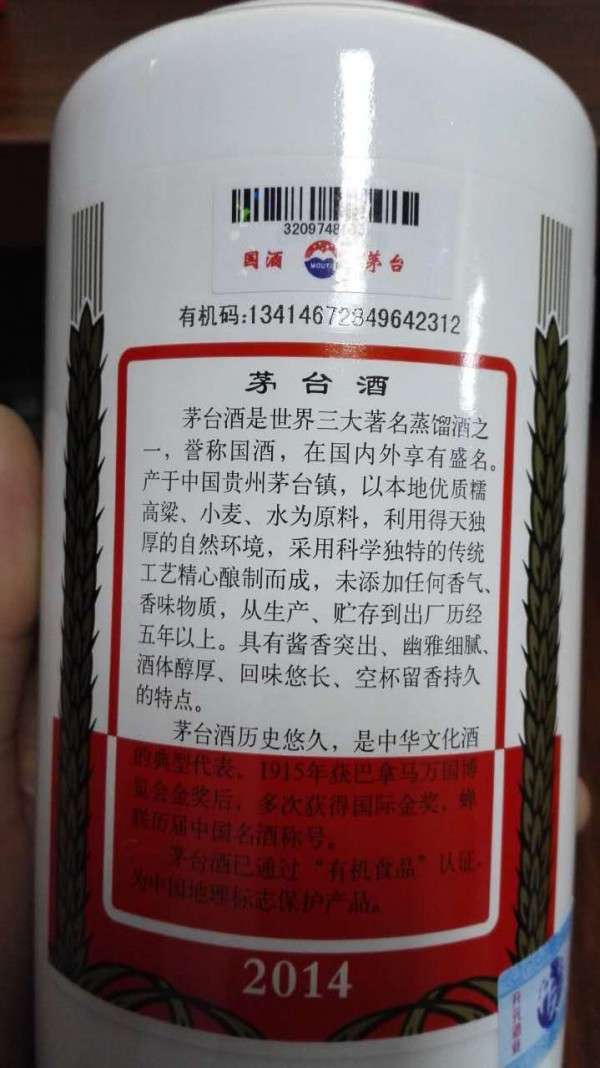 国酒 MOUTAI 茅台
有机码:13414672849642312
茅台酒
茅台酒是世界三大著名蒸馏酒之
一,誉称国酒,在国内外享有盛名。
产于中国贵州茅台镇,以本地优质糯
高粱、小麦、水为原料,利用得天独
厚的自然环境,采用科学独特的传统
工艺精心酿制而成,未添加任何香气、
香味物质,从生产、贮存到出厂历经
五年以上。具有酱香突出、幽雅细腻、
酒体醇厚、回味悠长、空杯留香持久
的特点。
茅台酒历史悠久,是中华文化酒
的典型代表。1915年获巴拿马万国博
览会金奖后,多次获得国际金奖,蝉
联历届中国名酒称号。
茅台酒已通过“有机食品”认证,
为中国地理标志保护产品。
2014